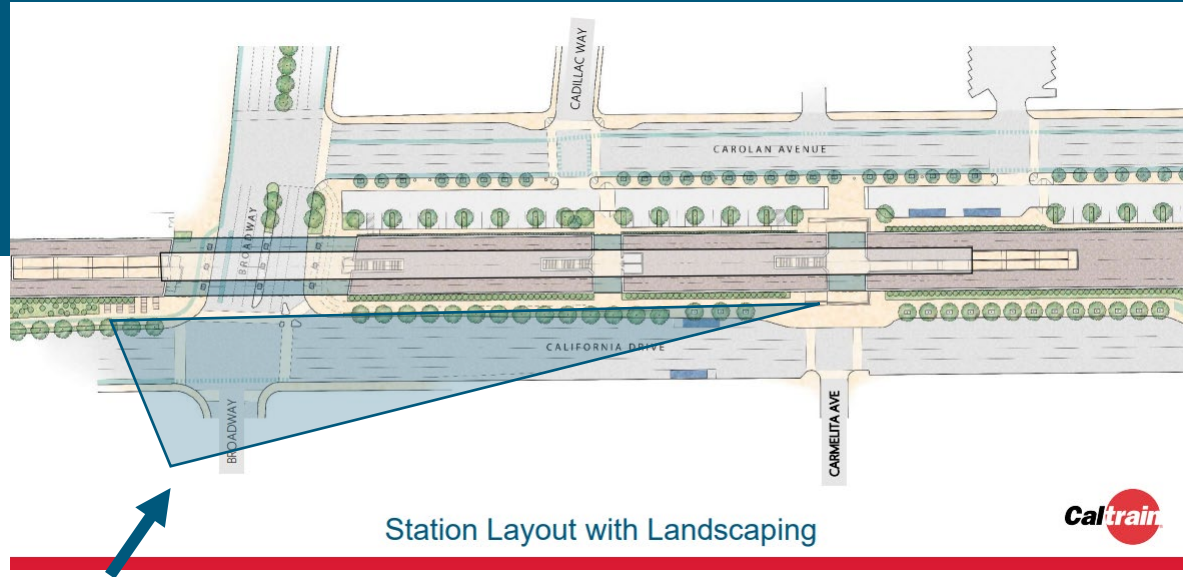 CADILLAC WAY
CAROLAN AVENUE
BROADWAY
CALIFORNIA DRIVE
BROADWAY
CARMELITA AVE
Station Layout with Landscaping
Caltrain